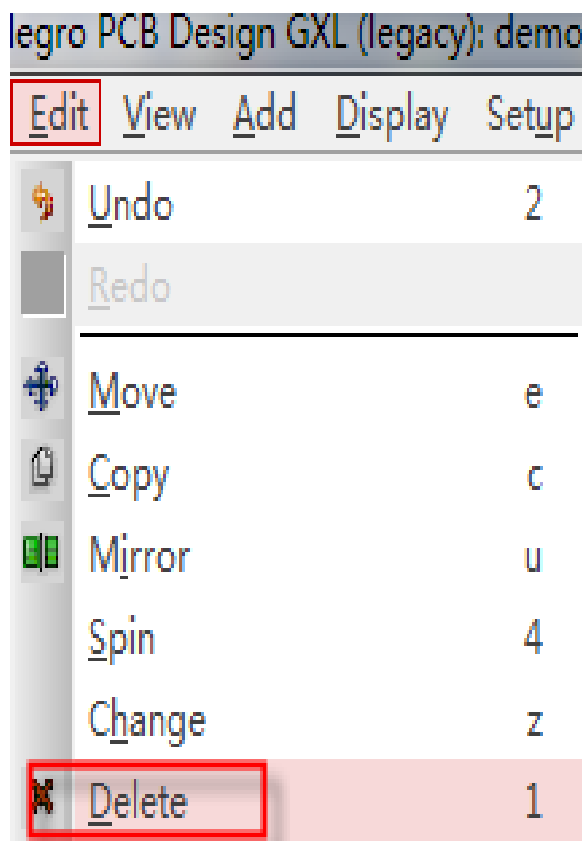 legro PCB Design GXL (legacy): demo
Edit View Add Display Setup
Undo 2
Redo
Move e
Copy c
Mirror u
Spin 4
Change z
Delete 1